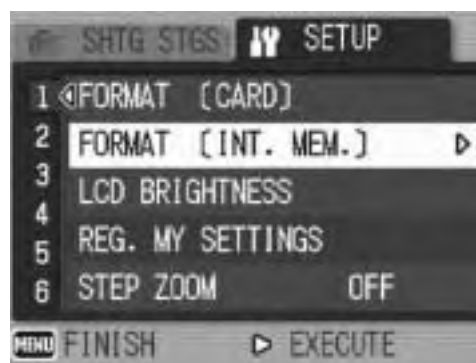 SHTG STGS SETUP
1 FORMAT [CARD]
2 FORMAT [INT. MEM.]
3 LCD BRIGHTNESS
4
5 REG. MY SETTINGS
6 STEP ZOOM OFF
MENU FINISH EXECUTE